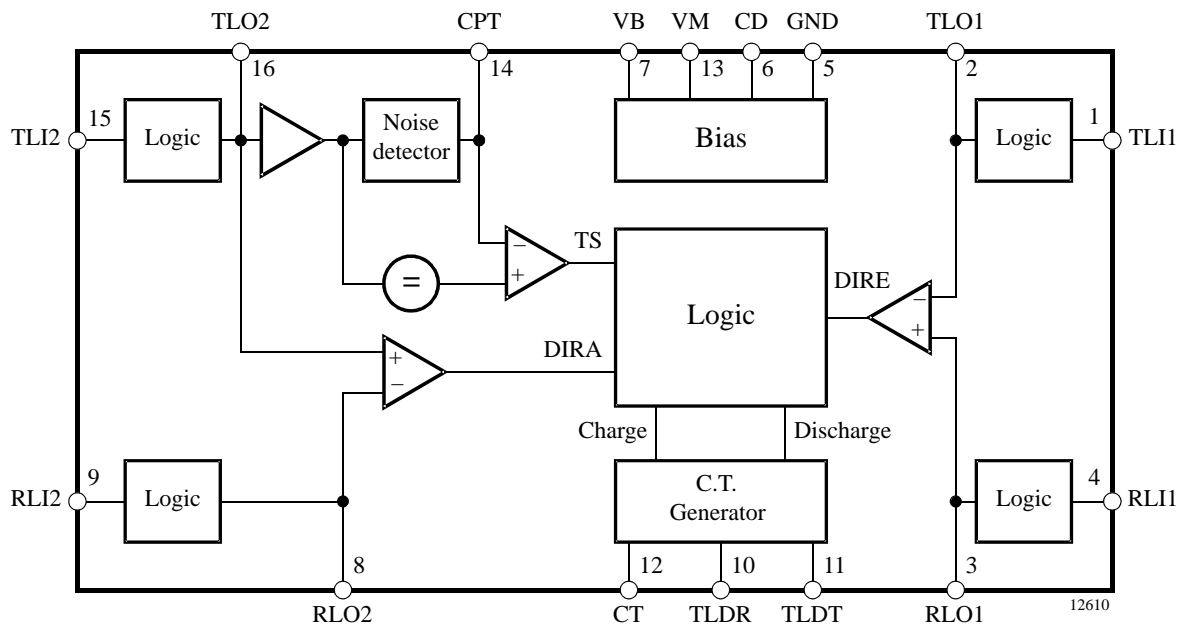 TLO2 CPT VB VM CD GND TLO1
16 14 7 13 6 5 2
15 1
TLI2 Logic Noise detector Bias Logic TLI1
− + TS
=
DIRE − +
Logic
+ − DIRA
Charge Discharge
9 4
RLI2 Logic C.T. Generator Logic RLI1
8 12 10 11 3
RLO2 CT TLDR TLDT RLO1
12610